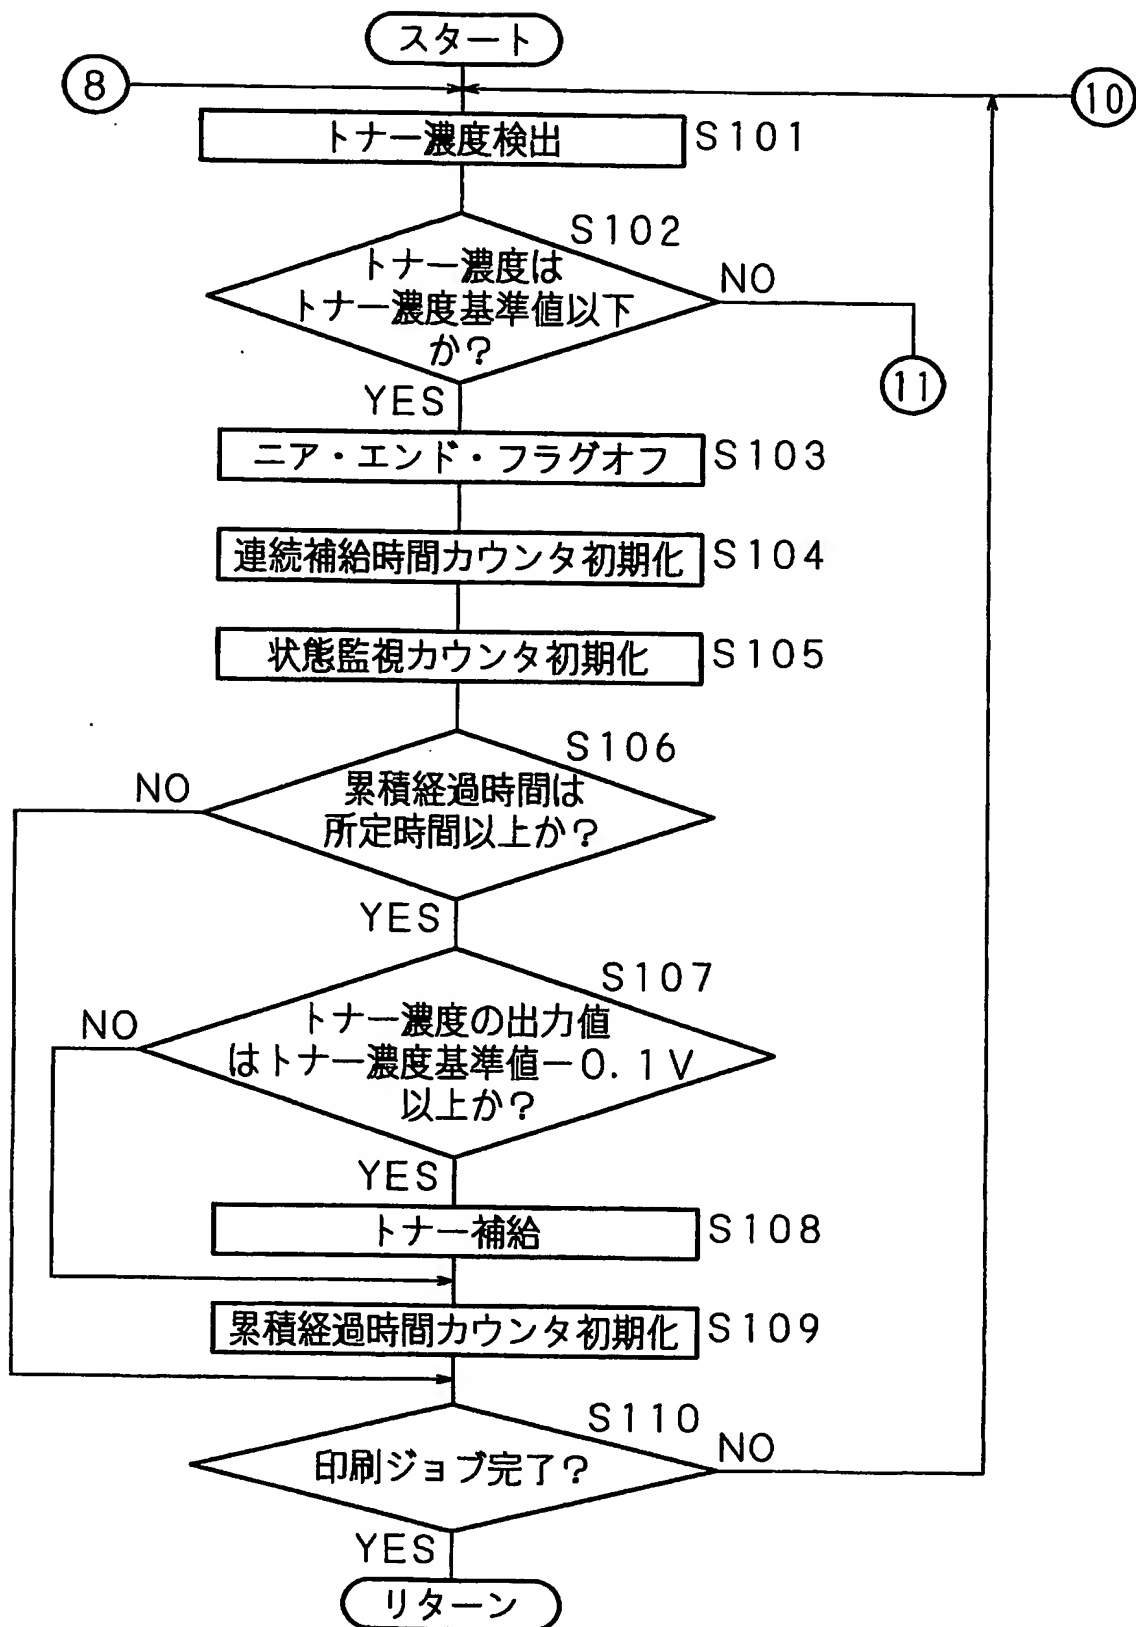 スタート
8
10
トナー濃度検出
S101
S102
トナー濃度は
トナー濃度基準値以下
か?
NO
11
YES
ニア・エンド・フラグオフ
S103
連続補給時間カウンタ初期化
S104
状態監視カウンタ初期化
S105
S106
NO
累積経過時間は
所定時間以上か?
YES
S107
NO
トナー濃度の出力値
はトナー濃度基準値-0.1V
以上か?
YES
トナー補給
S108
累積経過時間カウンタ初期化
S109
S110
NO
印刷ジョブ完了?
YES
リターン